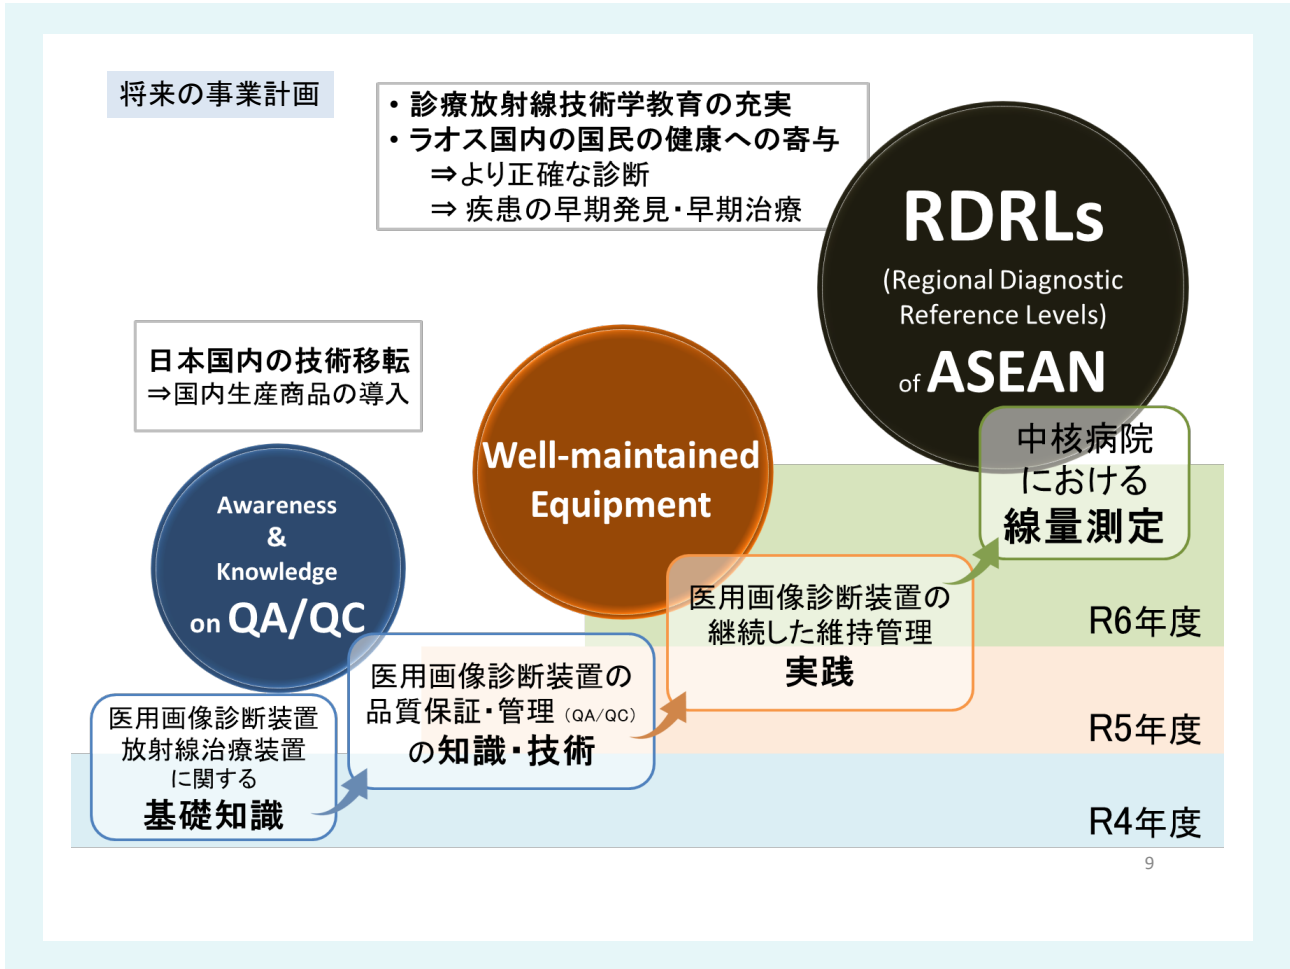 将来の事業計画
・診療放射線技術学教育の充実
・ラオス国内の国民の健康への寄与
⇒より正確な診断
⇒ 疾患の早期発見・早期治療
RDRLs
(Regional Diagnostic
Reference Levels)
of ASEAN
日本国内の技術移転
⇒国内生産商品の導入
Well-maintained
Equipment
Awareness
&
Knowledge
on QA/QC
中核病院
における
線量測定
医用画像診断装置の
継続した維持管理
実践
R6年度
医用画像診断装置の
品質保証・管理（QA/QC）
の知識・技術
R5年度
医用画像診断装置
放射線治療装置
に関する
基礎知識
R4年度
9